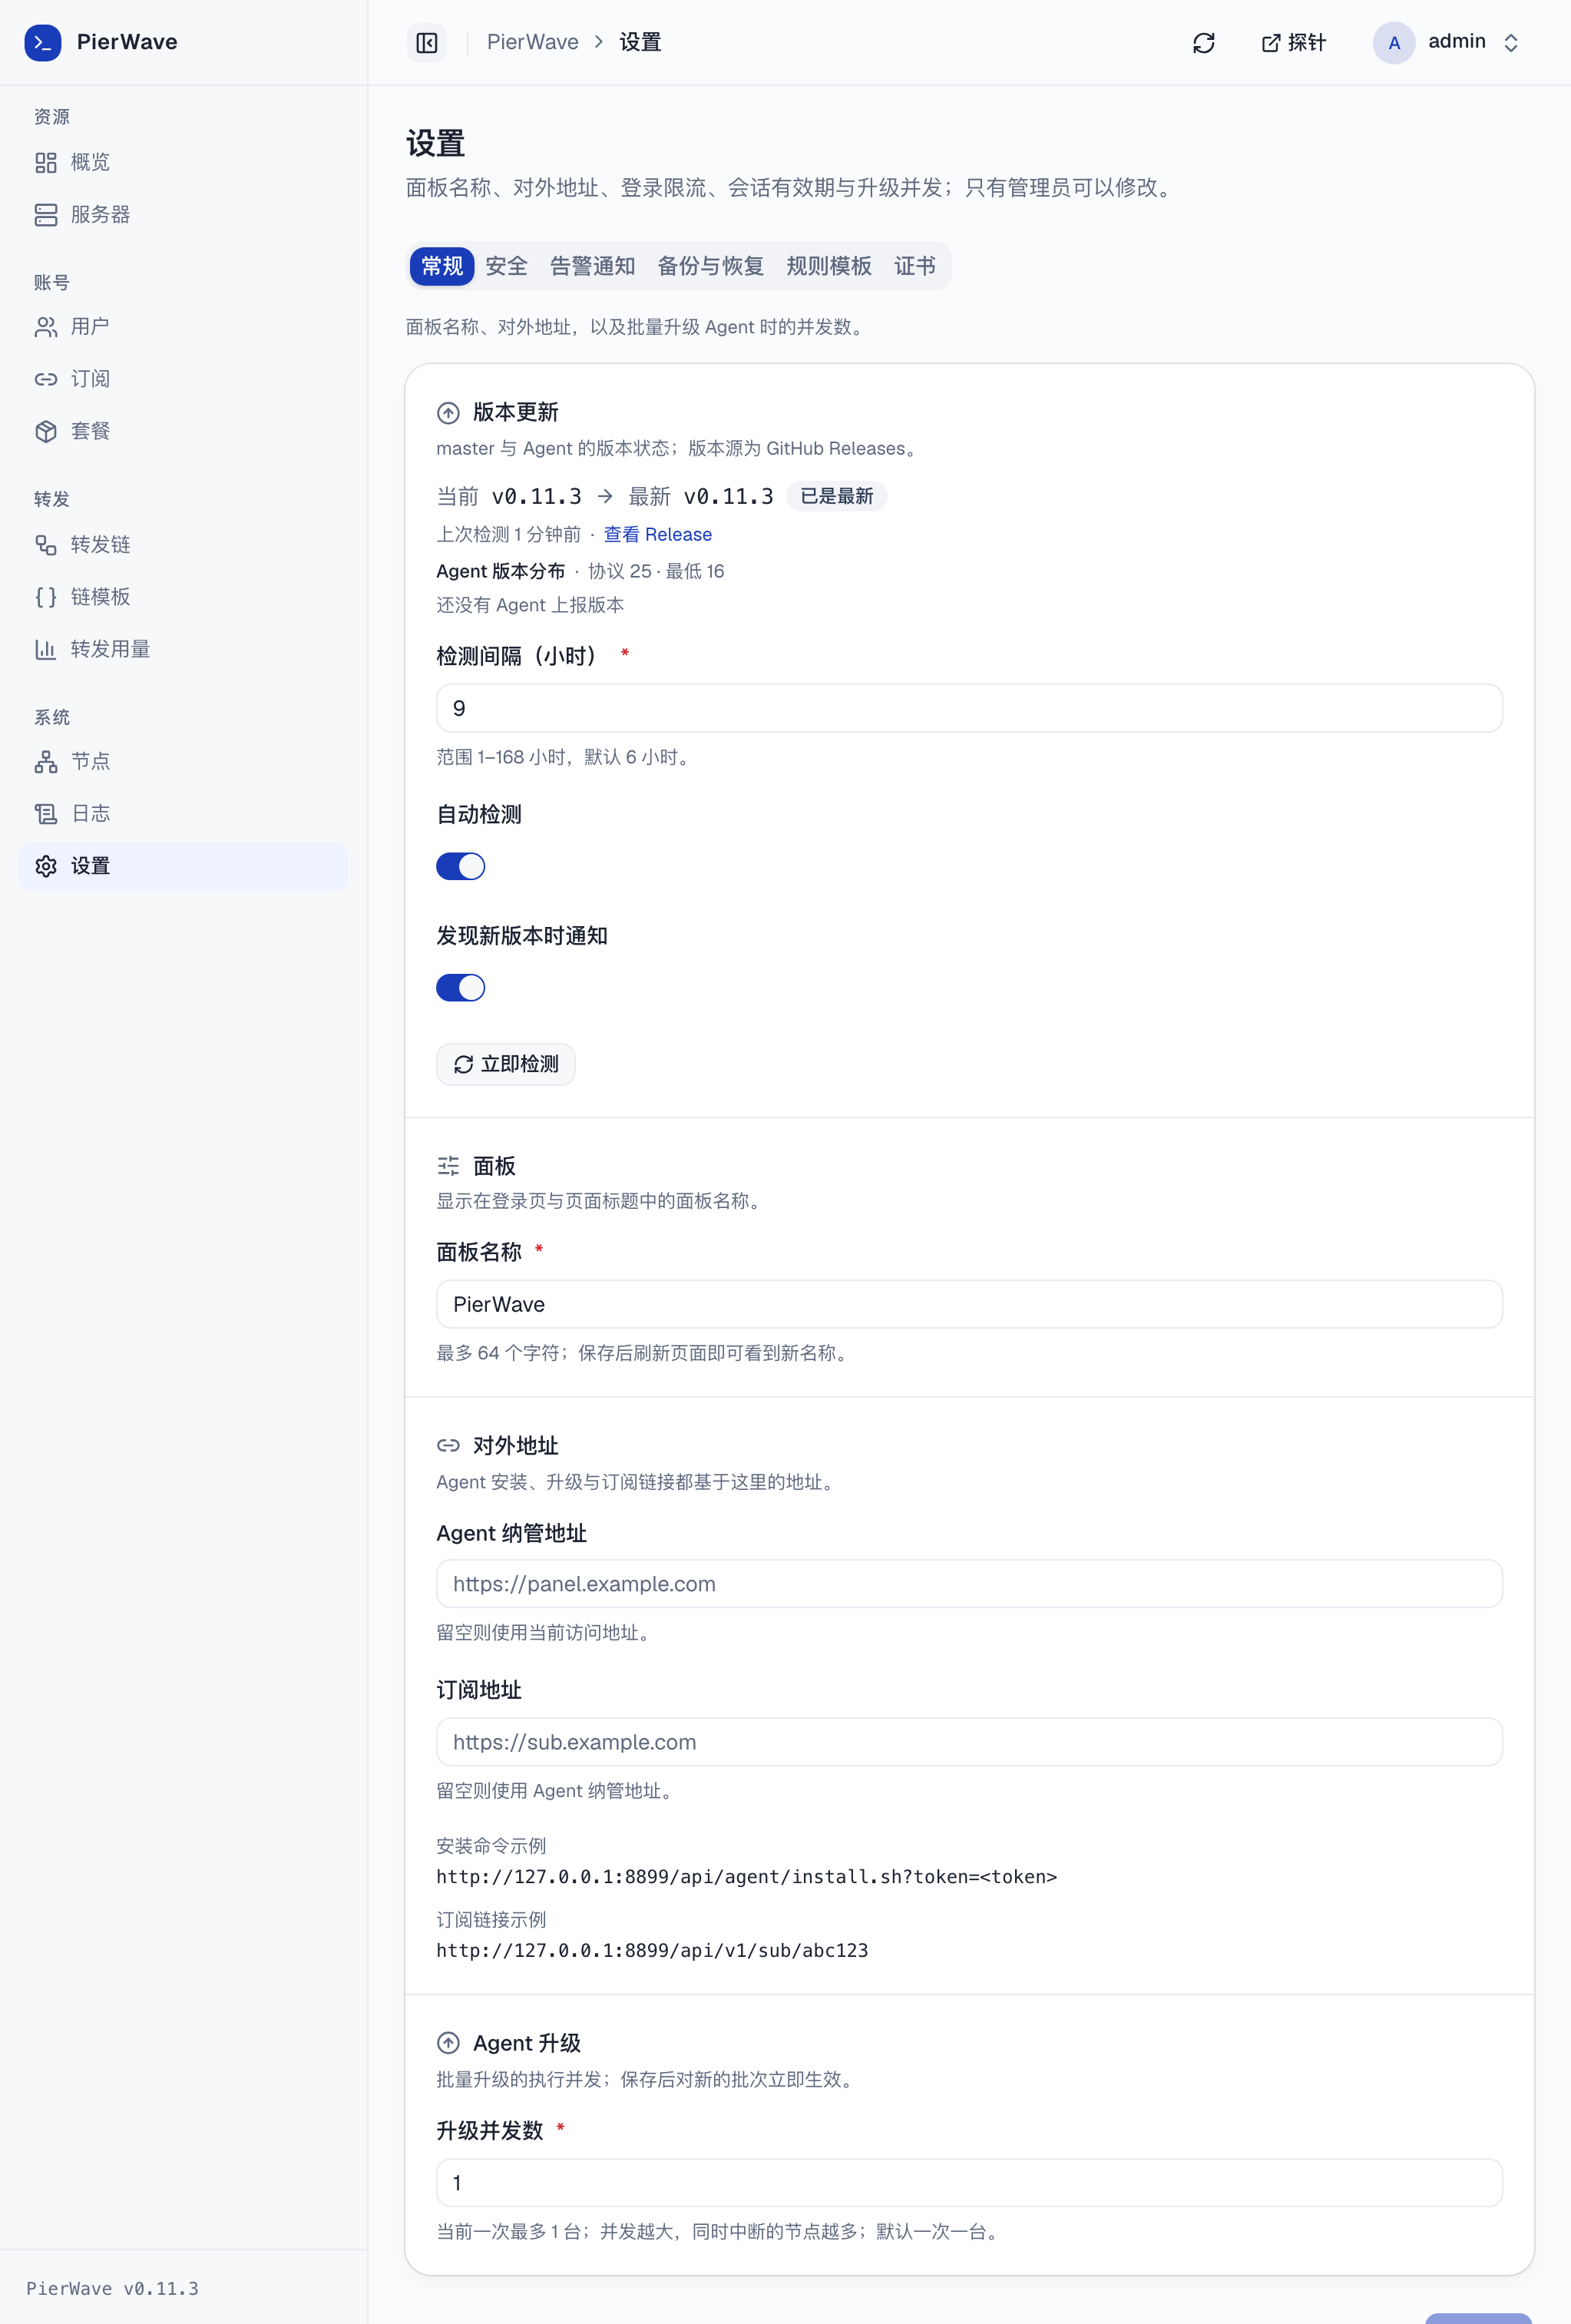 PierWave
资源
概览
服务器
账号
用户
订阅
套餐
转发
转发链
链模板
转发用量
系统
节点
日志
设置
PierWave v0.11.3
PierWave > 设置
探针
A admin
设置
面板名称、对外地址、登录限流、会话有效期与升级并发；只有管理员可以修改。
常规 安全 告警通知 备份与恢复 规则模板 证书
面板名称、对外地址，以及批量升级 Agent 时的并发数。
版本更新
master 与 Agent 的版本状态；版本源为 GitHub Releases。
当前 v0.11.3 → 最新 v0.11.3 已是最新
上次检测 1 分钟前 · 查看 Release
Agent 版本分布 · 协议 25 · 最低 16
还没有 Agent 上报版本
检测间隔（小时） *
9
范围 1–168 小时，默认 6 小时。
自动检测
发现新版本时通知
立即检测
面板
显示在登录页与页面标题中的面板名称。
面板名称 *
PierWave
最多 64 个字符；保存后刷新页面即可看到新名称。
对外地址
Agent 安装、升级与订阅链接都基于这里的地址。
Agent 纳管地址
https://panel.example.com
留空则使用当前访问地址。
订阅地址
https://sub.example.com
留空则使用 Agent 纳管地址。
安装命令示例
http://127.0.0.1:8899/api/agent/install.sh?token=<token>
订阅链接示例
http://127.0.0.1:8899/api/v1/sub/abc123
Agent 升级
批量升级的执行并发；保存后对新的批次立即生效。
升级并发数 *
1
当前一次最多 1 台；并发越大，同时中断的节点越多；默认一次一台。